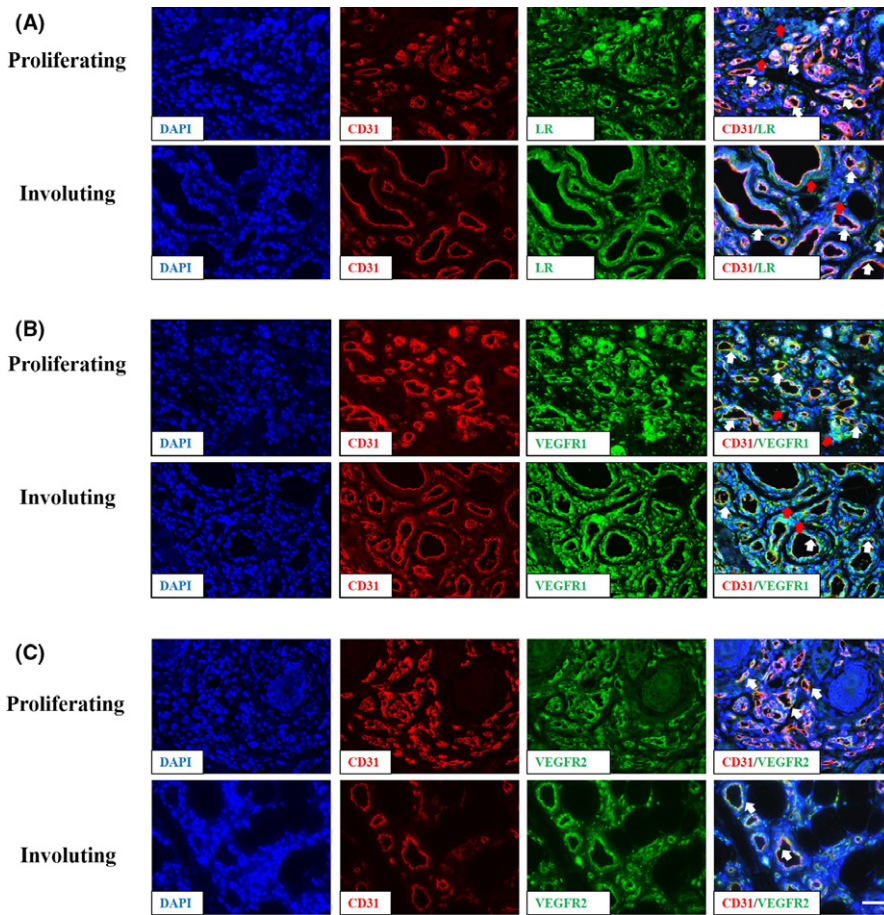 (A)
Proliferating
DAPI
CD31
LR
CD31/LR
Involuting
DAPI
CD31
LR
CD31/LR
(B)
Proliferating
DAPI
CD31
VEGFR1
CD31/VEGFR1
Involuting
DAPI
CD31
VEGFR1
CD31/VEGFR1
(C)
Proliferating
DAPI
CD31
VEGFR2
CD31/VEGFR2
Involuting
DAPI
CD31
VEGFR2
CD31/VEGFR2